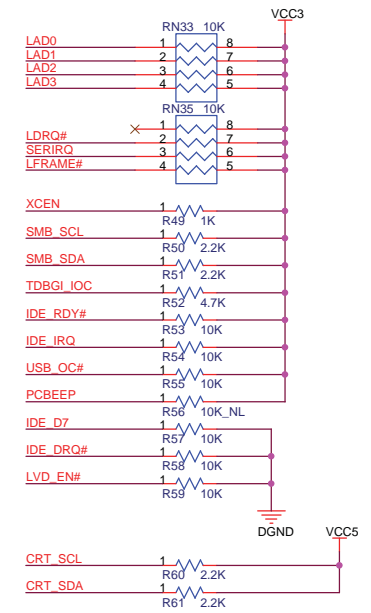 VCC3
RN33 10K
LAD0 1 8
LAD1 2 7
LAD2 3 6
LAD3 4 5
RN35 10K
1 8
LDRQ# 2 7
SERIRQ 3 6
LFRAME# 4 5
XCEN 1
R49 1K
SMB_SCL 1
R50 2.2K
SMB_SDA 1
R51 2.2K
TDBGI_IOC 1
R52 4.7K
IDE_RDY# 1
R53 10K
IDE_IRQ 1
R54 10K
USB_OC# 1
R55 10K
PCBEEP 1
R56 10K_NL
IDE_D7 1
R57 10K
IDE_DRQ# 1
R58 10K
LVD_EN# 1
R59 10K
DGND
VCC5
CRT_SCL 1
R60 2.2K
CRT_SDA 1
R61 2.2K